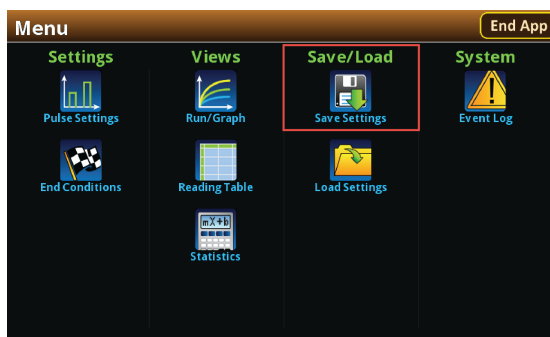 Menu
End App
Settings
Pulse Settings
End Conditions
Views
Run/Graph
Reading Table
mX+b
Statistics
Save/Load
Save Settings
Load Settings
System
Event Log